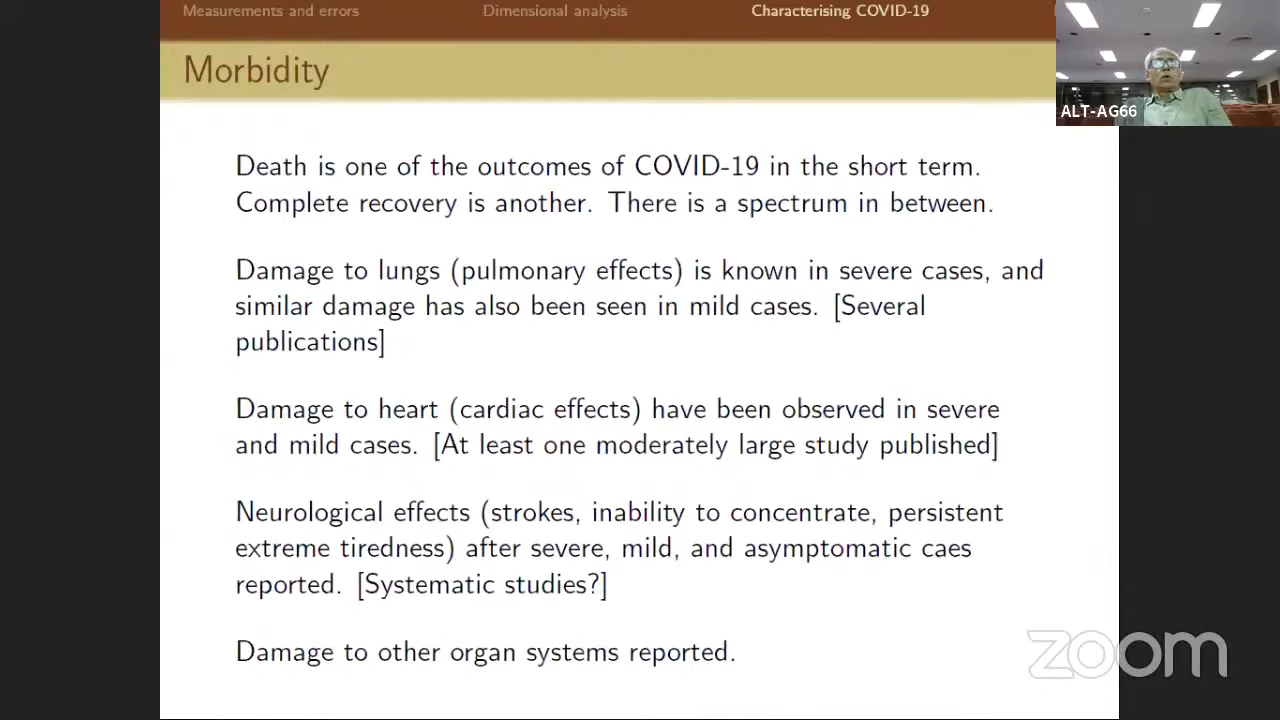 Measurements and errors
Dimensional analysis
Characterising COVID-19
Morbidity
ALT-AG66
Death is one of the outcomes of COVID-19 in the short term.
Complete recovery is another. There is a spectrum in between.
Damage to lungs (pulmonary effects) is known in severe cases, and
similar damage has also been seen in mild cases. [Several
publications]
Damage to heart (cardiac effects) have been observed in severe
and mild cases. [At least one moderately large study published]
Neurological effects (strokes, inability to concentrate, persistent
extreme tiredness) after severe, mild, and asymptomatic caes
reported. [Systematic studies?]
Damage to other organ systems reported.
zoom